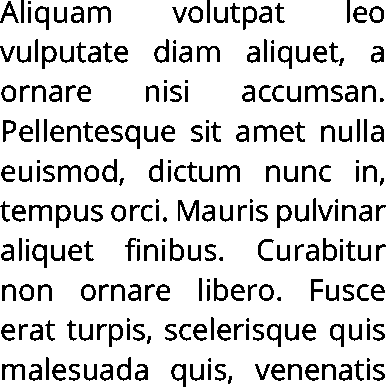 Aliquam volutpat leo
vulputate diam aliquet, a
ornare nisi accumsan.
Pellentesque sit amet nulla
euismod, dictum nunc in,
tempus orci. Mauris pulvinar
aliquet finibus. Curabitur
non ornare libero. Fusce
erat turpis, scelerisque quis
malesuada quis, venenatis